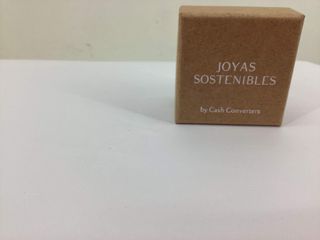 JOYAS
SOSTENIBLES
by Cash Converters